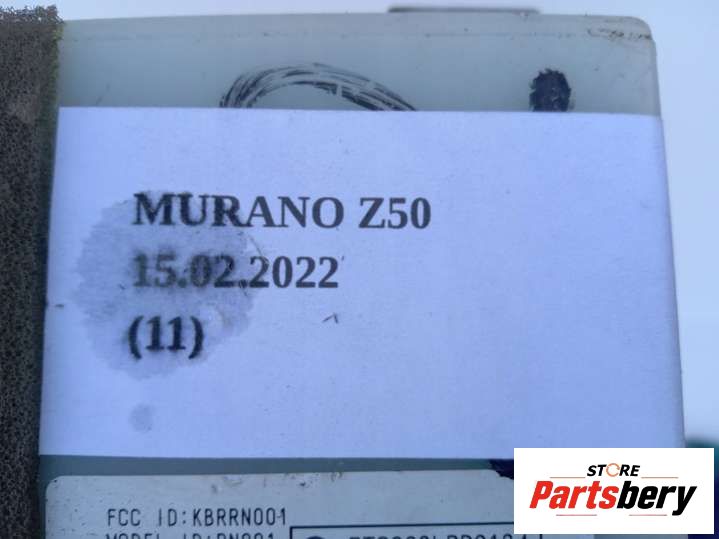 MURANO Z50
15.02.2022
(11)
FCC ID:KBRRN001
STORE
Partsbery